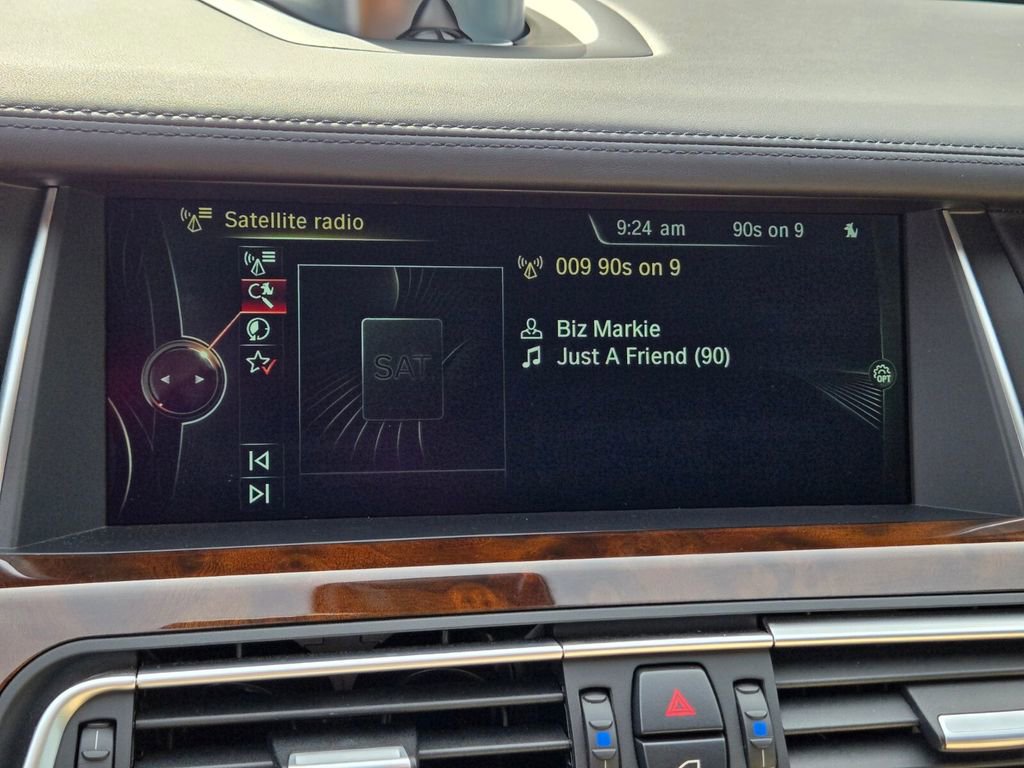 Satellite radio
9:24 am 90s on 9
009 90s on 9
Biz Markie
Just A Friend (90)
SAT
OPT